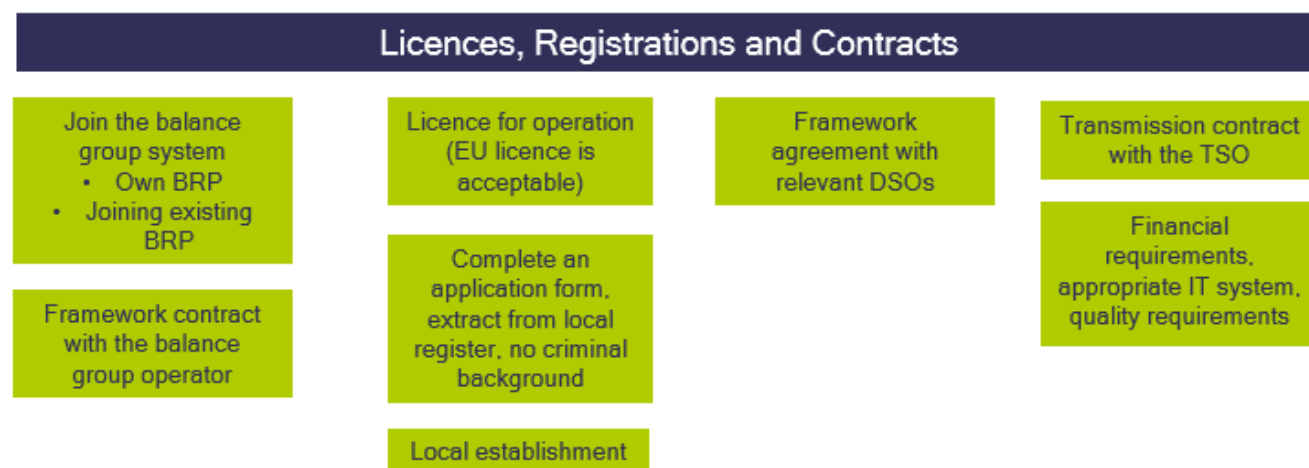 Licences, Registrations and Contracts
Join the balance
group system
• Own BRP
• Joining existing
BRP
Framework contract
with the balance
group operator
Licence for operation
(EU licence is
acceptable)
Complete an
application form,
extract from local
register, no criminal
background
Local establishment
Framework
agreement with
relevant DSOs
Transmission contract
with the TSO
Financial
requirements,
appropriate IT system,
quality requirements